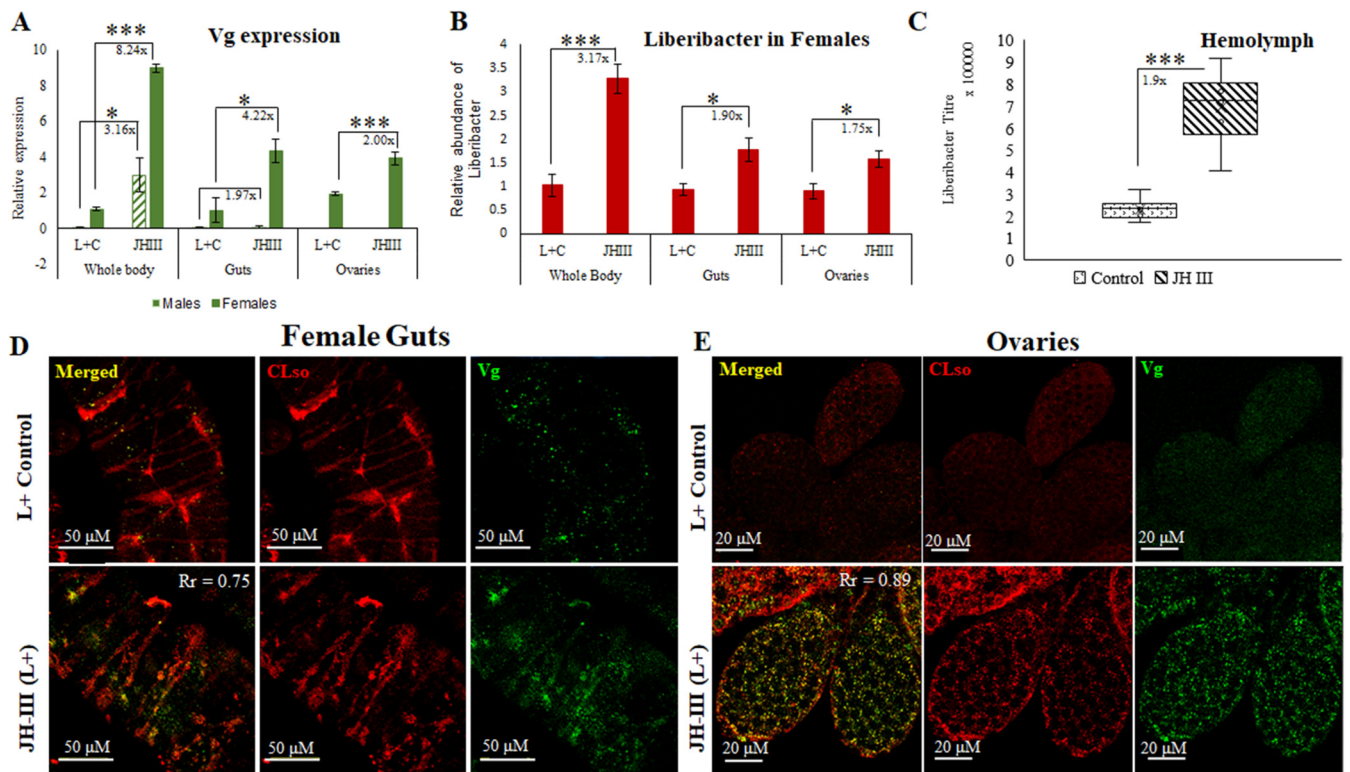 A
Vg expression
Relative expression
10
8
6
4
2
0
-2
***
8.24x
*
3.16x
*
4.22x
1.97x
***
2.00x
L+C JHIII L+C JHIII L+C JHIII
Whole body Guts Ovaries
Males Females
B
Liberibacter in Females
Relative abundance of
Liberibacter
4
3.5
3
2.5
2
1.5
1
0.5
0
***
3.17x
*
1.90x
*
1.75x
L+C JHIII L+C JHIII L+C JHIII
Whole Body Guts Ovaries
C
Hemolymph
Liberibacter Titre
x 100000
10
9
8
7
6
5
4
3
2
1
0
***
1.9x
Control JH III
D
Female Guts
L+ Control
Merged CLso Vg
50 µM 50 µM 50 µM
JH-III (L+)
Rr = 0.75
50 µM 50 µM 50 µM
E
Ovaries
L+ Control
Merged CLso Vg
20 µM 20 µM 20 µM
JH-III (L+)
Rr = 0.89
20 µM 20 µM 20 µM